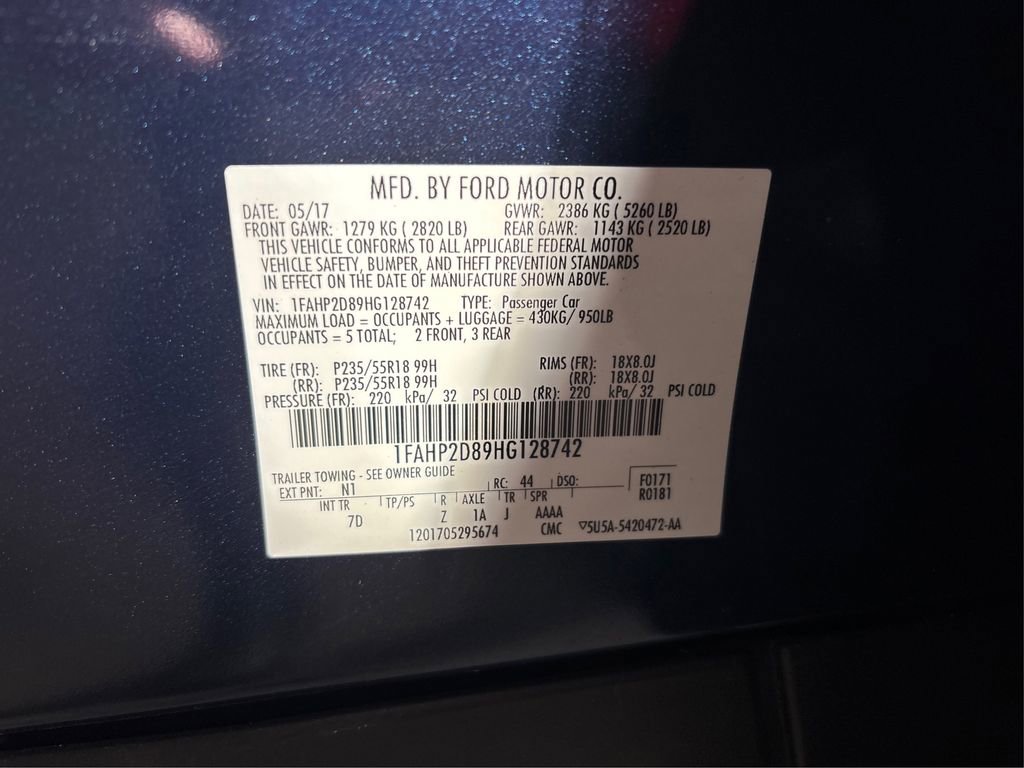 MFD. BY FORD MOTOR CO.
DATE: 05/17 GVWR: 2386 KG ( 5260 LB)
FRONT GAWR: 1279 KG ( 2820 LB) REAR GAWR: 1143 KG ( 2520 LB)
THIS VEHICLE CONFORMS TO ALL APPLICABLE FEDERAL MOTOR
VEHICLE SAFETY, BUMPER, AND THEFT PREVENTION STANDARDS
IN EFFECT ON THE DATE OF MANUFACTURE SHOWN ABOVE.
VIN: 1FAHP2D89HG128742 TYPE: Passenger Car
MAXIMUM LOAD = OCCUPANTS + LUGGAGE = 430KG/ 950LB
OCCUPANTS = 5 TOTAL; 2 FRONT, 3 REAR
TIRE (FR): P235/55R18 99H RIMS (FR): 18X8.0J
(RR): P235/55R18 99H (RR): 18X8.0J
PRESSURE (FR): 220 kPa/ 32 PSI COLD (RR): 220 kPa/ 32 PSI COLD
1FAHP2D89HG128742
TRAILER TOWING - SEE OWNER GUIDE
EXT PNT: N1 RC: 44 DSO: F0171
INT TR TP/PS R AXLE TR SPR R0181
7D Z 1A J AAAA
1201705295674 CMC ▽5U5A-5420472-AA